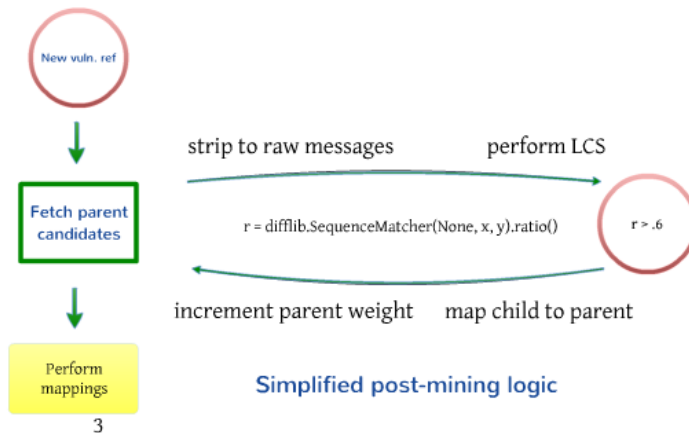 New vuln. ref
strip to raw messages
perform LCS
Fetch parent
candidates
r = difflib.SequenceMatcher(None, x, y).ratio()
r > .6
increment parent weight
map child to parent
Perform
mappings
Simplified post-mining logic
3